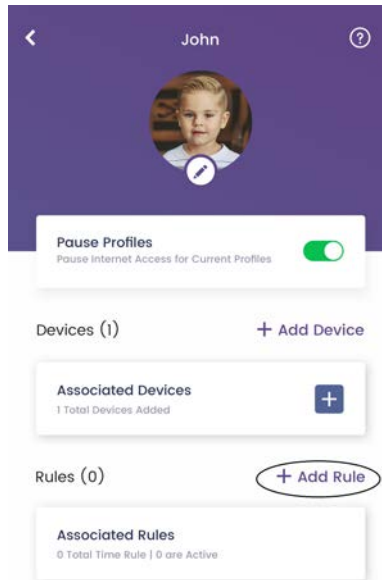 John
Pause Profiles
Pause Internet Access for Current Profiles
Devices (1)
+ Add Device
Associated Devices
1 Total Devices Added
Rules (0)
+ Add Rule
Associated Rules
0 Total Time Rule | 0 are Active